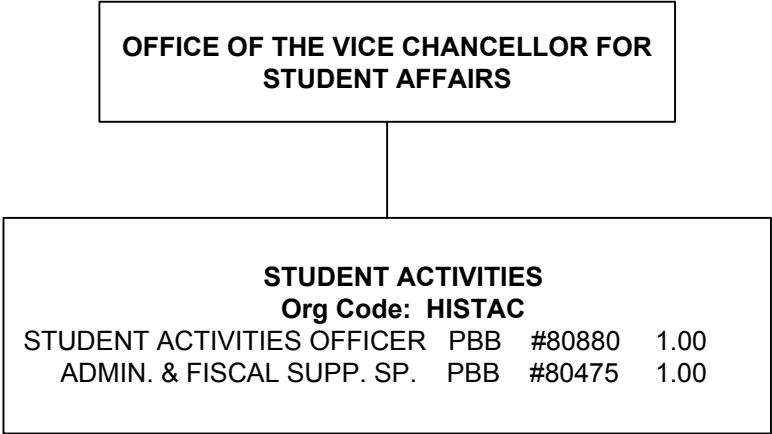 OFFICE OF THE VICE CHANCELLOR FOR
STUDENT AFFAIRS
STUDENT ACTIVITIES
Org Code: HISTAC
STUDENT ACTIVITIES OFFICER PBB #80880 1.00
ADMIN. & FISCAL SUPP. SP. PBB #80475 1.00